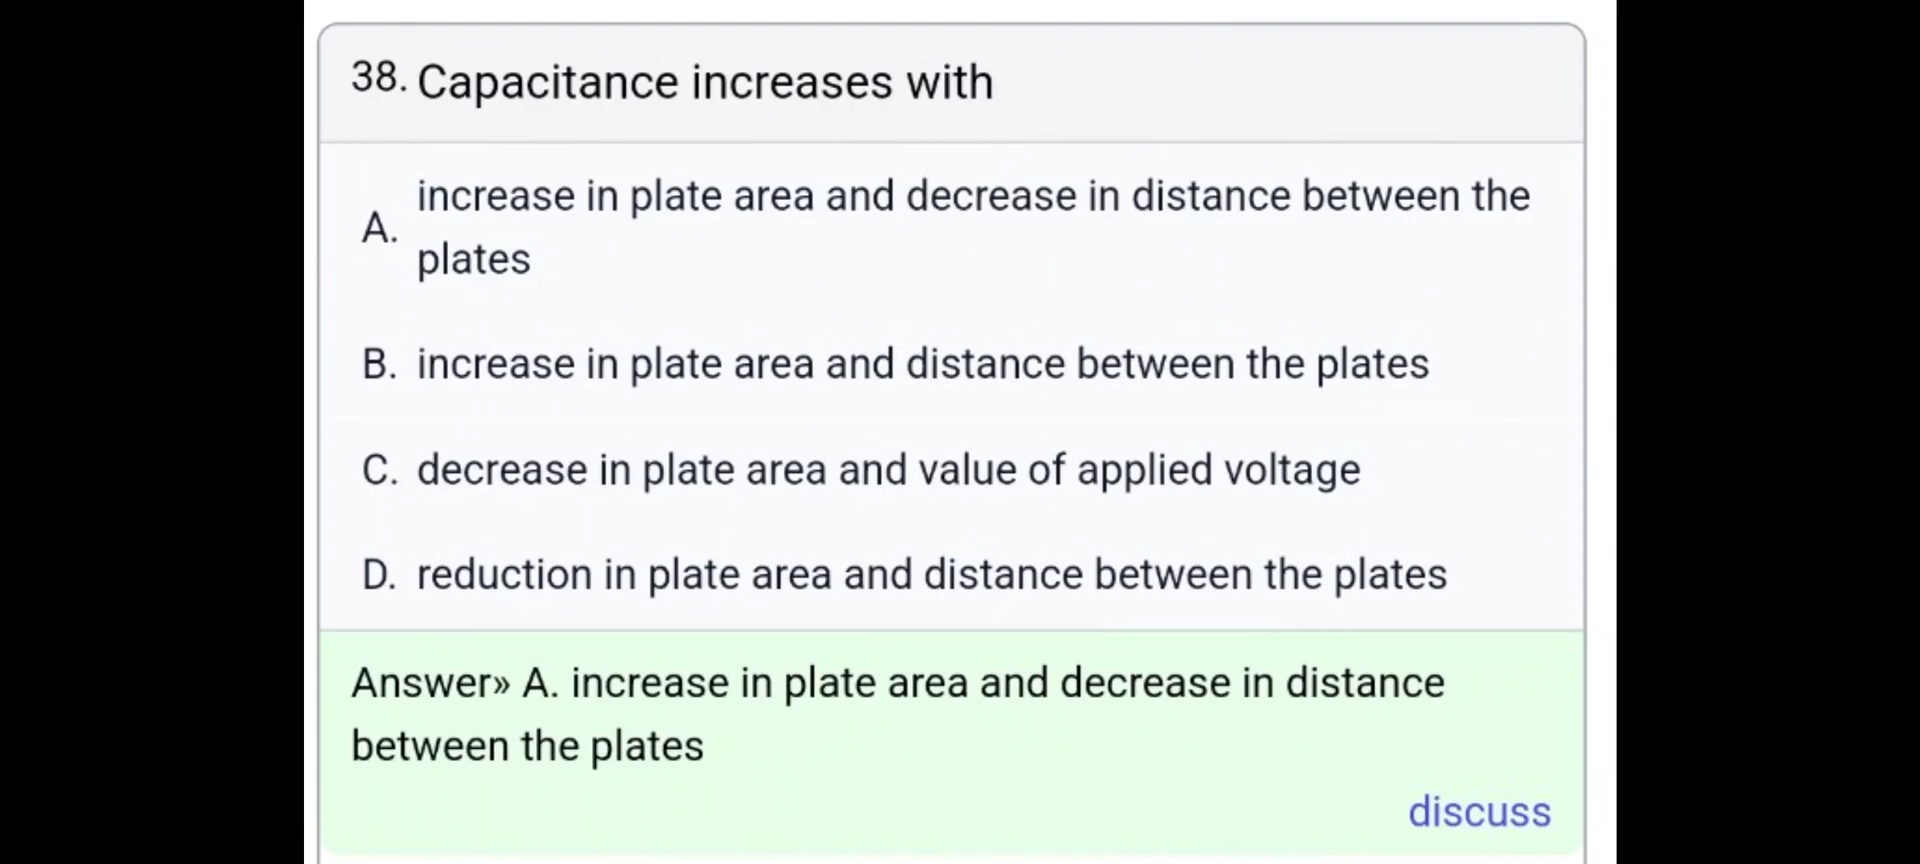 38. Capacitance increases with
A. increase in plate area and decrease in distance between the
plates
B. increase in plate area and distance between the plates
C. decrease in plate area and value of applied voltage
D. reduction in plate area and distance between the plates
Answer» A. increase in plate area and decrease in distance
between the plates
discuss